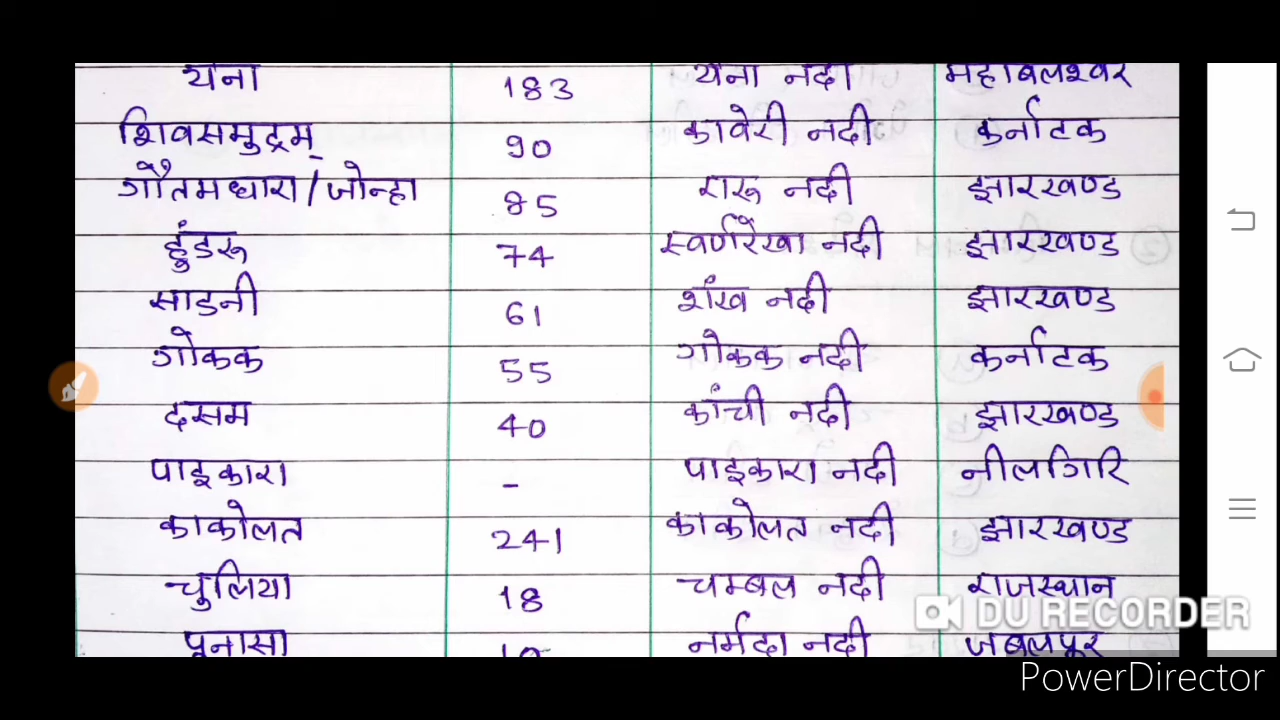 येना 183 येना नदी महाबलेश्वर
शिवसमुद्रम् 90 कावेरी नदी कर्नाटक
गौतमधारा/जोन्हा 85 रारू नदी झारखण्ड
हुंडरू 74 स्वर्णरेखा नदी झारखण्ड
साडनी 61 शंख नदी झारखण्ड
गोकक 55 गोकक नदी कर्नाटक
दसम 40 कांची नदी झारखण्ड
पाइकारा - पाइकारा नदी नीलगिरि
काकोलत 241 काकोलत नदी झारखण्ड
चुलिया 18 चम्बल नदी राजस्थान
DU RECORDER
पुनासा नर्मदा नदी जबलपुर
PowerDirector